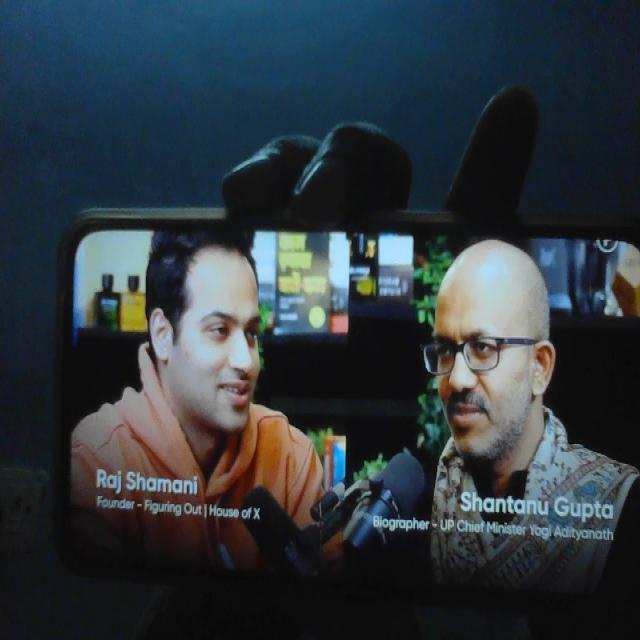 Raj Shamani
Founder - Figuring Out | House of X
Shantanu Gupta
Biographer - UP Chief Minister Yogi Adityanath